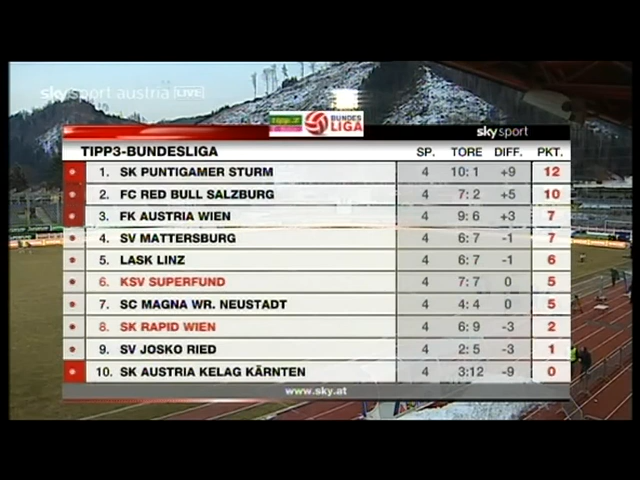 sky sport austria LIVE
tipp3 BUNDES LIGA sky sport
TIPP3-BUNDESLIGA SP. TORE DIFF. PKT.
1. SK PUNTIGAMER STURM 4 10: 1 +9 12
2. FC RED BULL SALZBURG 4 7: 2 +5 10
3. FK AUSTRIA WIEN 4 9: 6 +3 7
4. SV MATTERSBURG 4 6: 7 -1 7
5. LASK LINZ 4 6: 7 -1 6
6. KSV SUPERFUND 4 7: 7 0 5
7. SC MAGNA WR. NEUSTADT 4 4: 4 0 5
8. SK RAPID WIEN 4 6: 9 -3 2
9. SV JOSKO RIED 4 2: 5 -3 1
10. SK AUSTRIA KELAG KÄRNTEN 4 3:12 -9 0
www.sky.at